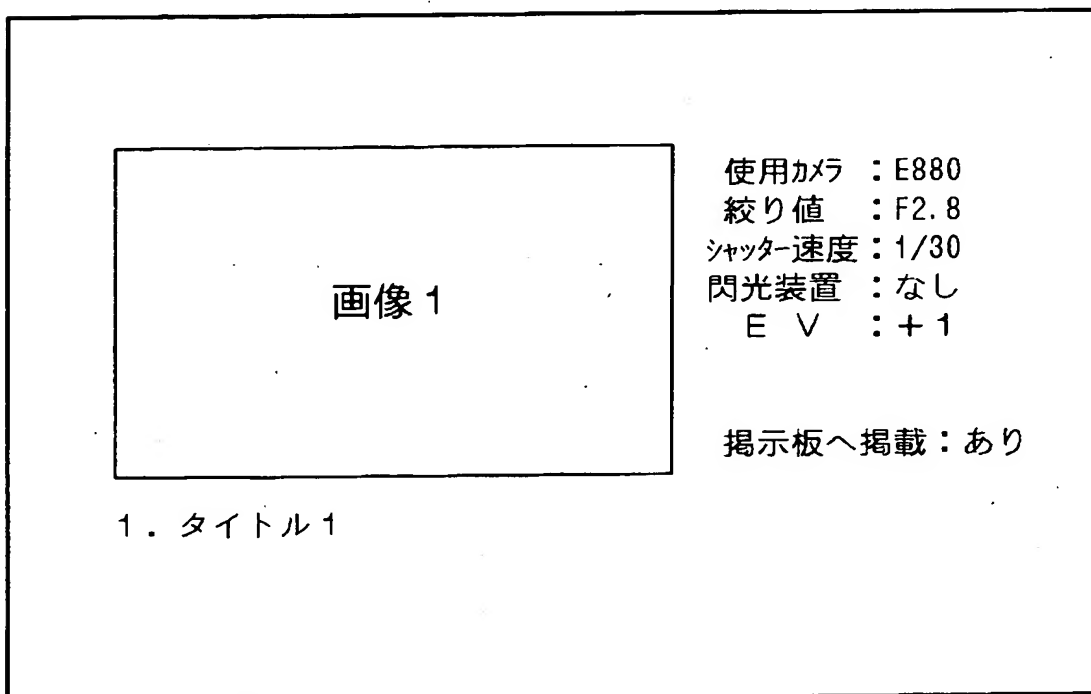 画像1
使用ｶﾒﾗ :E880
絞り値 :F2.8
ｼｬｯﾀｰ速度:1/30
閃光装置 :なし
E V :+1
掲示板へ掲載:あり
1. タイトル1